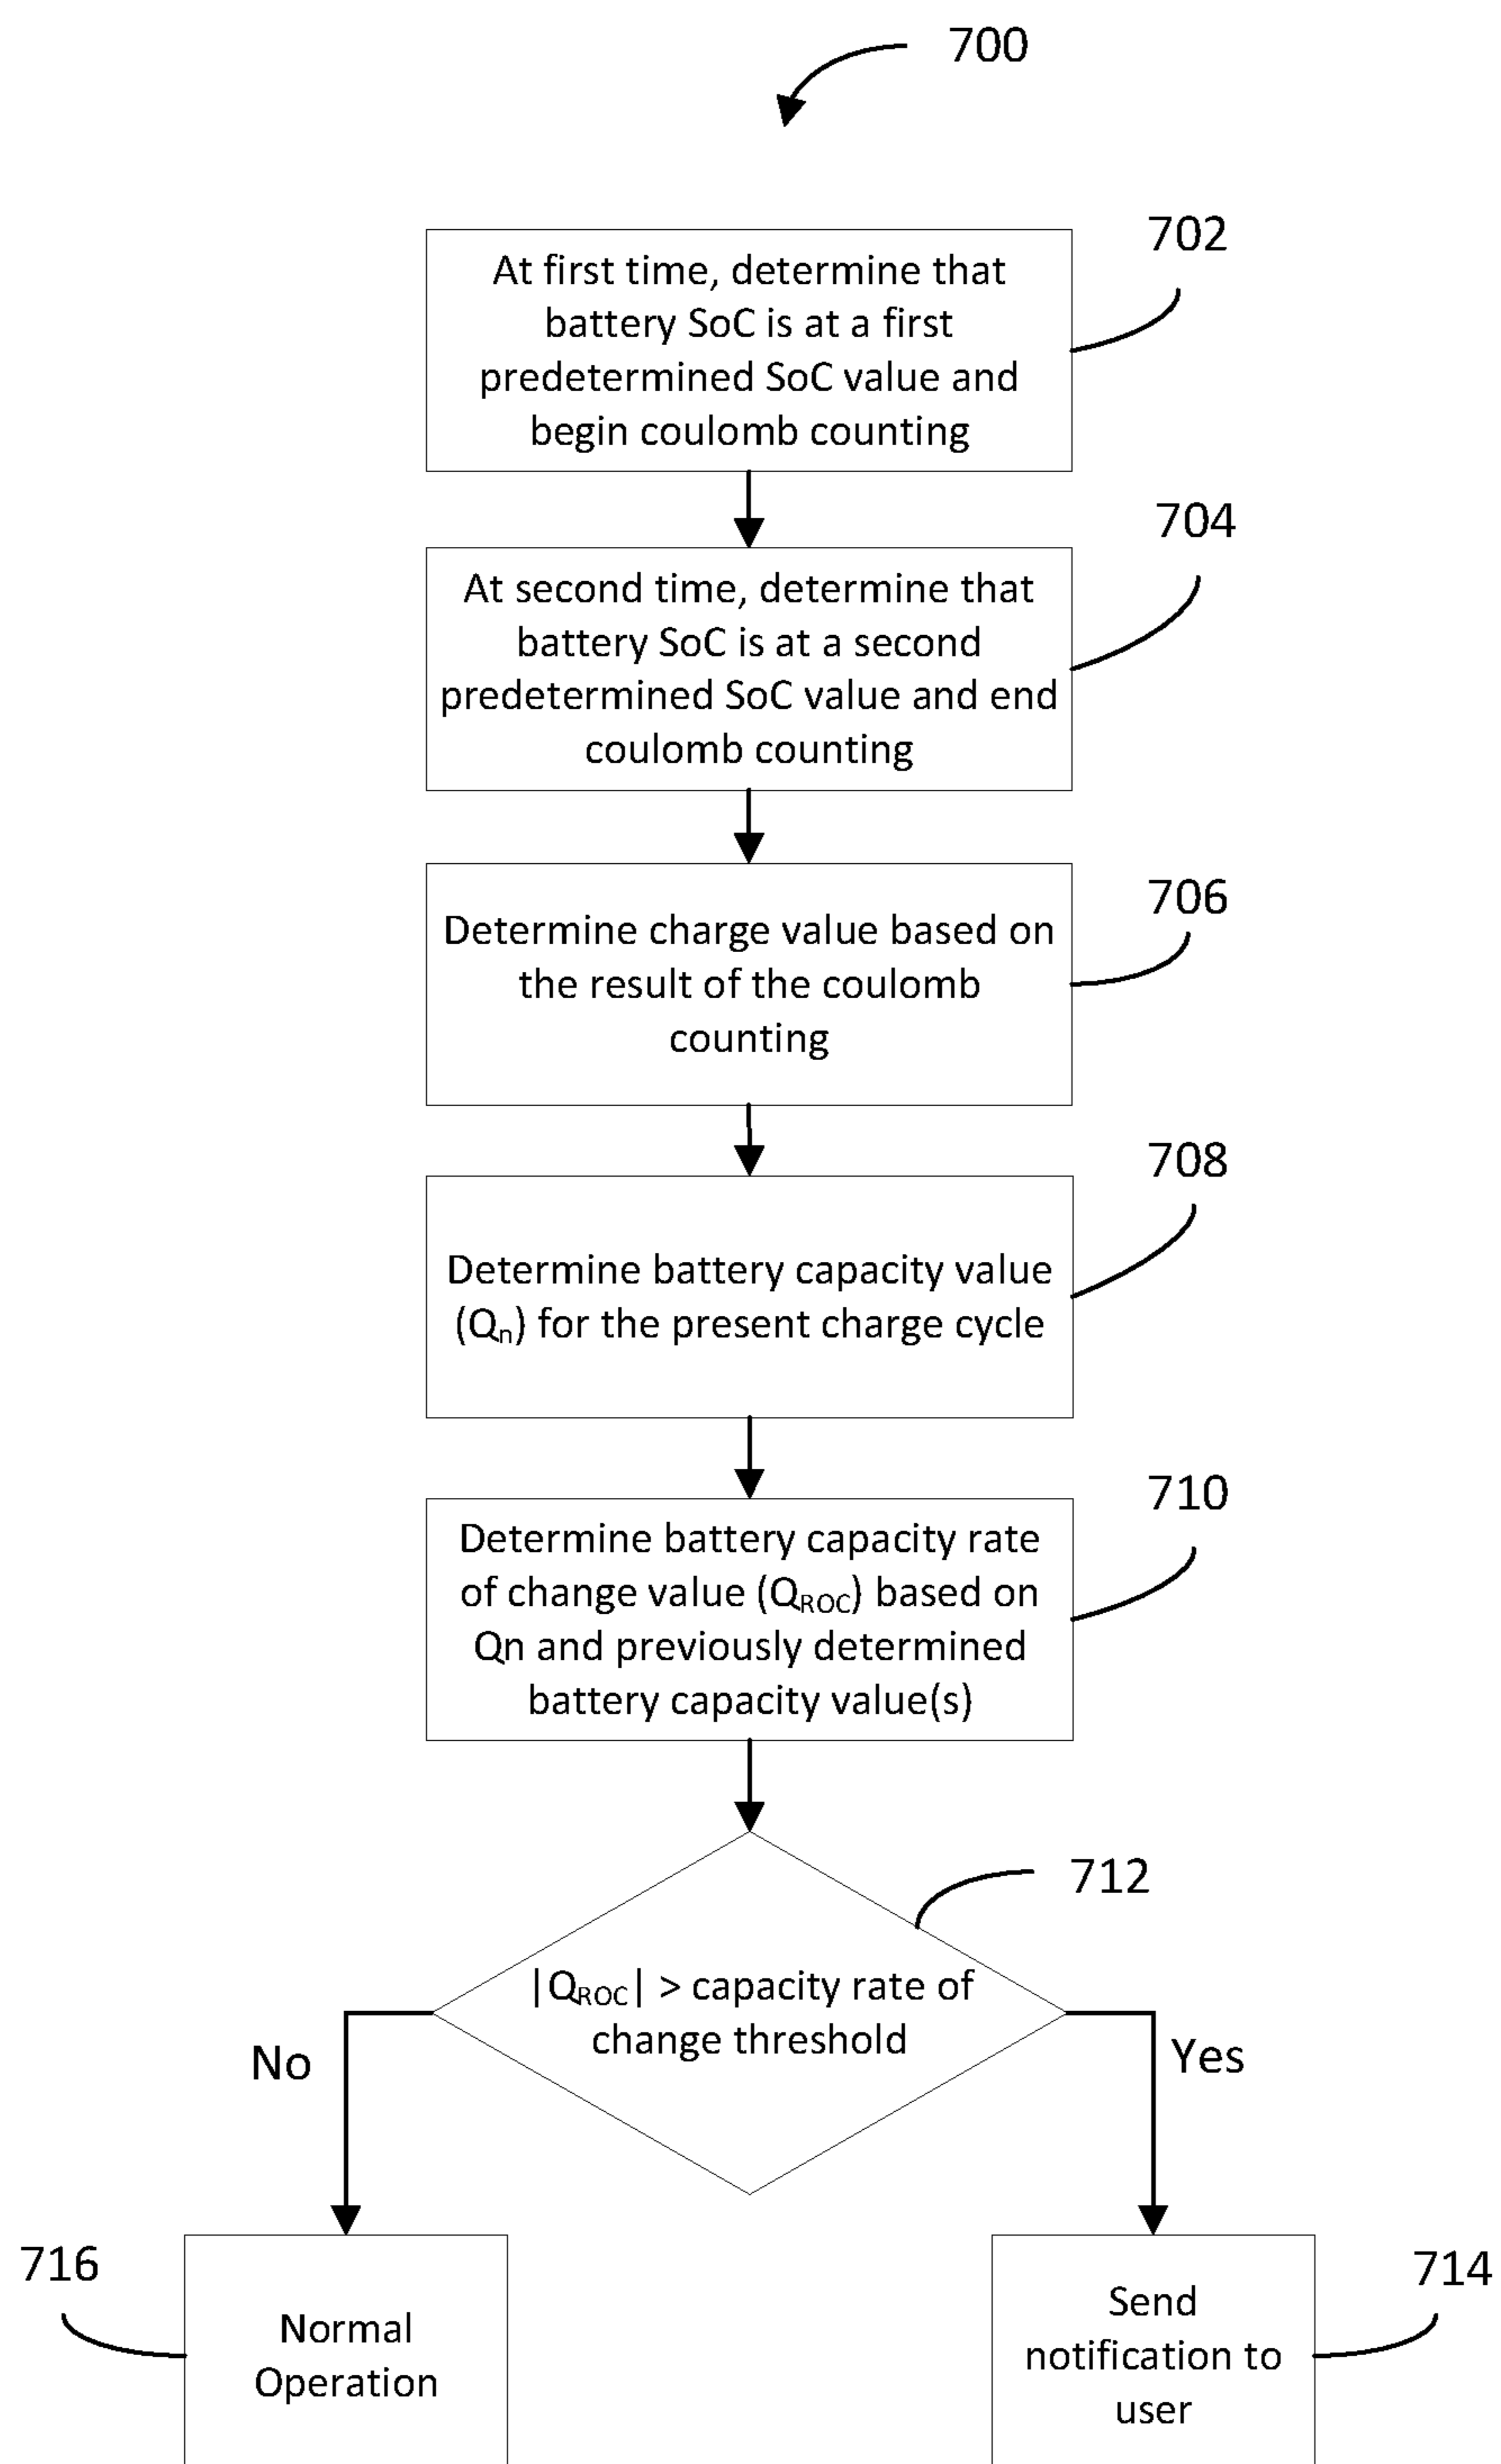 700
702
At first time, determine that
battery SoC is at a first
predetermined SoC value and
begin coulomb counting
704
At second time, determine that
battery SoC is at a second
predetermined SoC value and end
coulomb counting
706
Determine charge value based on
the result of the coulomb
counting
708
Determine battery capacity value
(Qn) for the present charge cycle
710
Determine battery capacity rate
of change value (QROC) based on
Qn and previously determined
battery capacity value(s)
712
|QROC| > capacity rate of
change threshold
No
Yes
716
Normal
Operation
714
Send
notification to
user